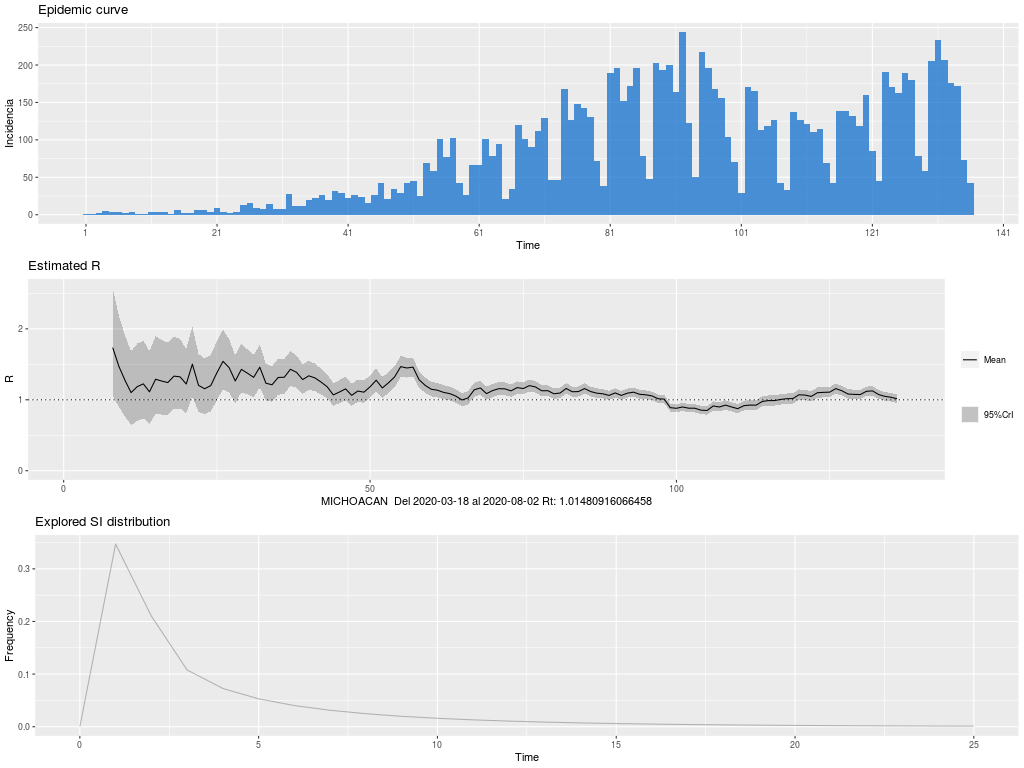 Epidemic curve
250
200
150
100
50
0
Incidencia
1 21 41 61 81 101 121 141
Time
Estimated R
2
1
0
R
0 50 100
MICHOACAN Del 2020-03-18 al 2020-08-02 Rt: 1.01480916066458
Mean
95%CrI
Explored SI distribution
0.3
0.2
0.1
0.0
Frequency
0 5 10 15 20 25
Time